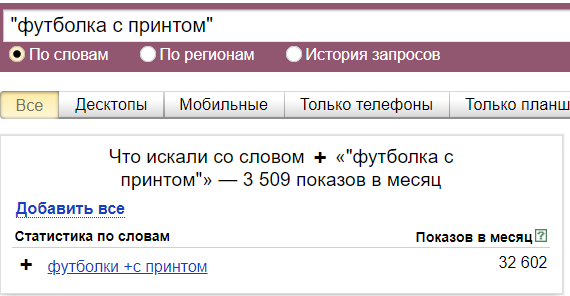 "футболка с принтом"
По словам По регионам История запросов
Все Десктопы Мобильные Только телефоны Только планш
Что искали со словом + «"футболка с
принтом"» — 3 509 показов в месяц
Добавить все
Статистика по словам Показов в месяц ?
+ футболки +с принтом 32 602